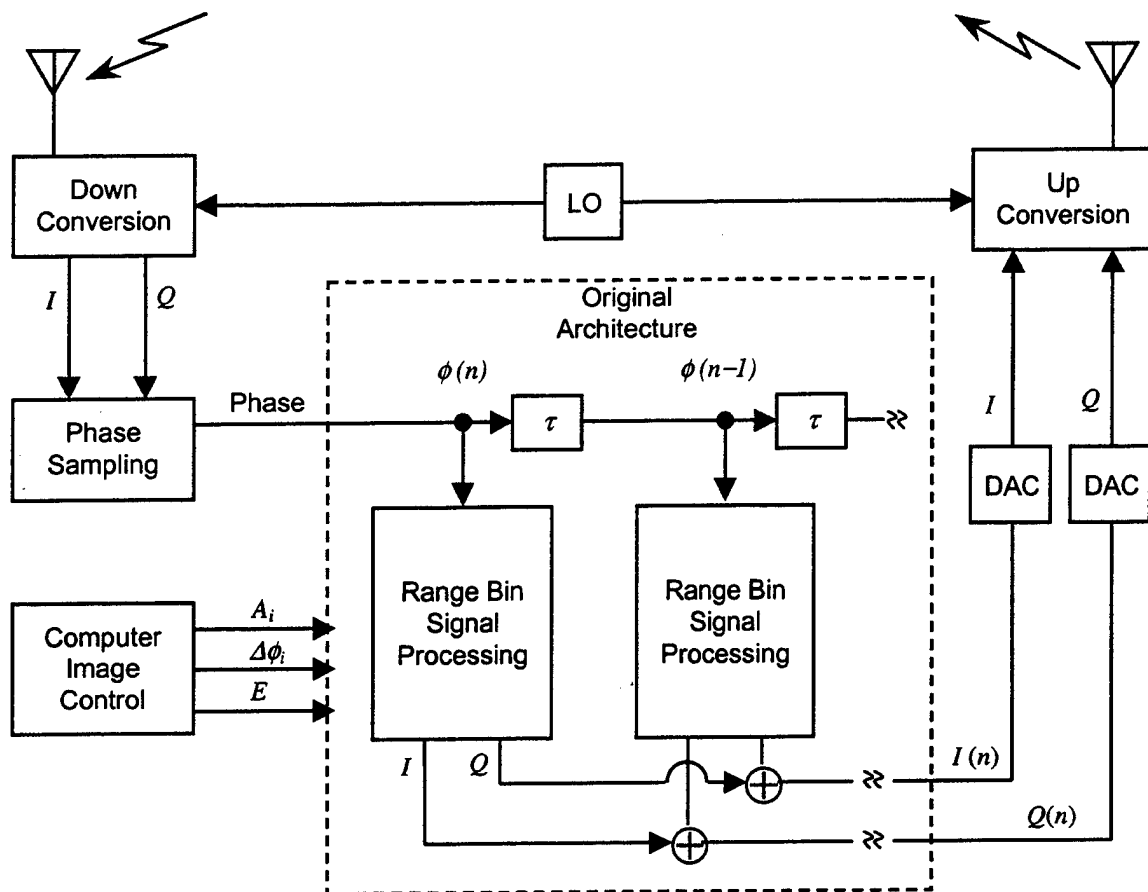 Down
Conversion
LO
Up
Conversion
I
Q
Original
Architecture
ϕ(n)
ϕ(n−1)
Phase
τ
τ
I
Q
Phase
Sampling
DAC
DAC
Range Bin
Signal
Processing
Range Bin
Signal
Processing
Computer
Image
Control
A_i
Δϕ_i
E
I
Q
I(n)
Q(n)